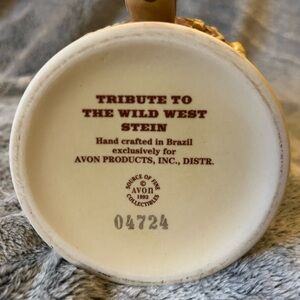 TRIBUTE TO
THE WILD WEST
STEIN
Hand crafted in Brazil
exclusively for
AVON PRODUCTS, INC., DISTR.
SOURCE OF FINE
©
AVON
1993
COLLECTIBLES
04724